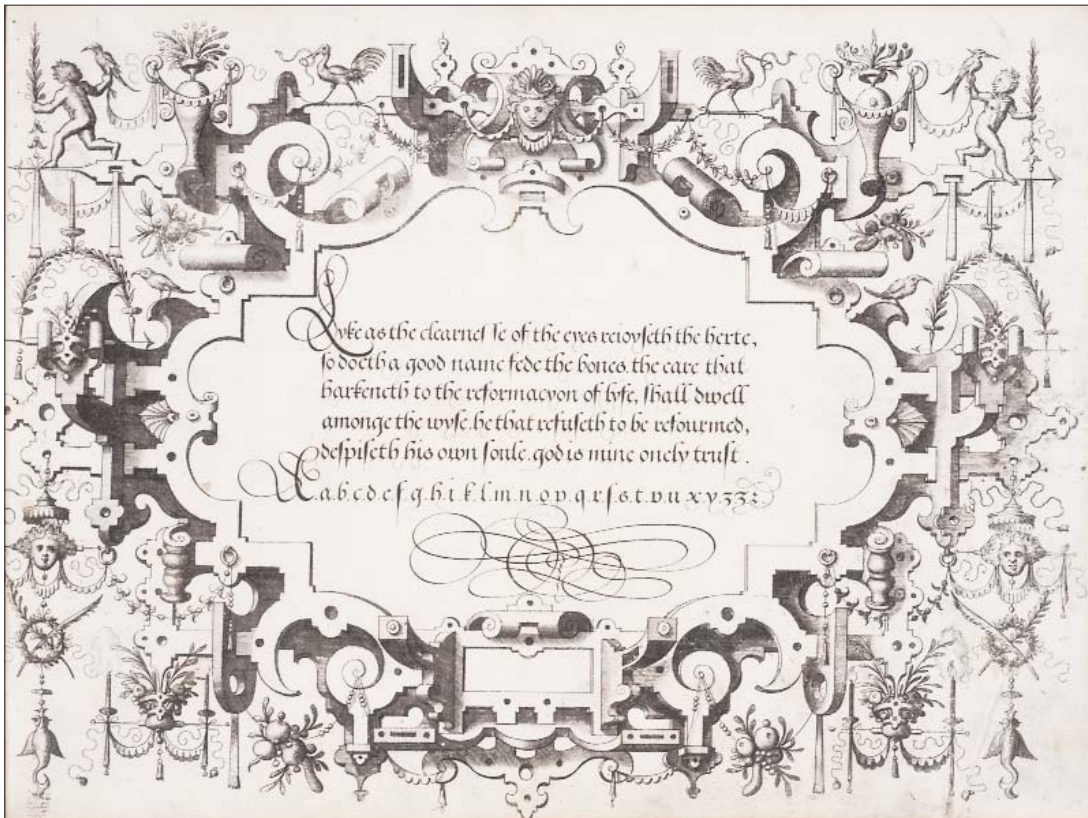 Lyke as the clearnesse of the eyes reioyseth the herte,
so doeth a good name fede the bones. the eare that
harkeneth to the reformacyon of lyfe, shall dwell
amonge the wyse. he that refuseth to be refourmed,
despiseth his own soule. god is mine onely trust.
A. a. b. c. d. e. f. g. h. i. k. l. m. n. o. p. q. r. s. s. t. v. u. x. y. z z :